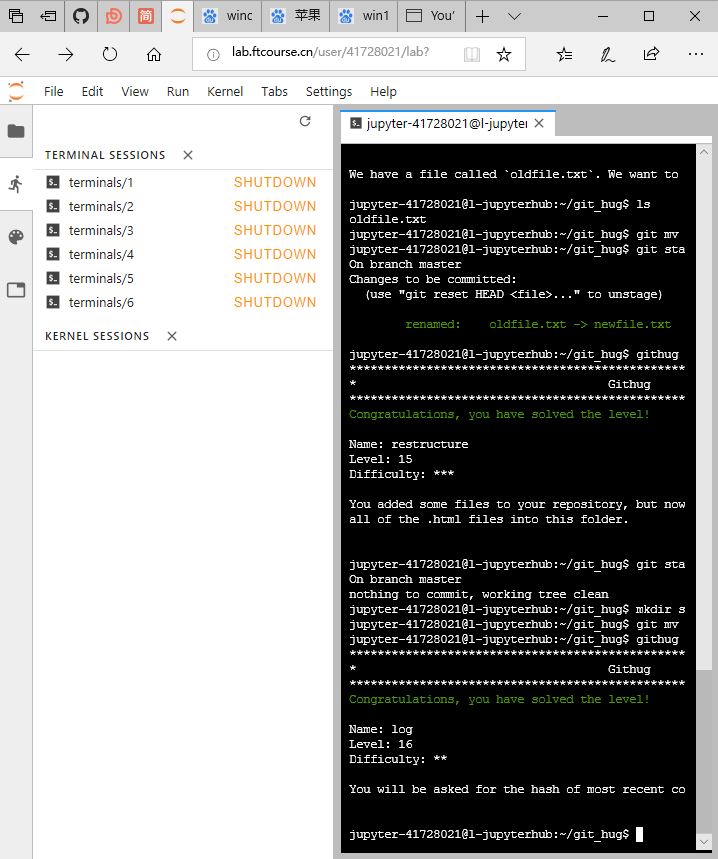 简
winc
苹果
win1
You'
lab.ftcourse.cn/user/41728021/lab?
File Edit View Run Kernel Tabs Settings Help
TERMINAL SESSIONS
terminals/1 SHUTDOWN
terminals/2 SHUTDOWN
terminals/3 SHUTDOWN
terminals/4 SHUTDOWN
terminals/5 SHUTDOWN
terminals/6 SHUTDOWN
KERNEL SESSIONS
jupyter-41728021@l-jupyter
We have a file called `oldfile.txt`. We want to
jupyter-41728021@l-jupyterhub:~/git_hug$ ls
oldfile.txt
jupyter-41728021@l-jupyterhub:~/git_hug$ git mv
jupyter-41728021@l-jupyterhub:~/git_hug$ git sta
On branch master
Changes to be committed:
(use "git reset HEAD <file>..." to unstage)
renamed: oldfile.txt -> newfile.txt
jupyter-41728021@l-jupyterhub:~/git_hug$ githug
************************************************
* Githug
************************************************
Congratulations, you have solved the level!
Name: restructure
Level: 15
Difficulty: ***
You added some files to your repository, but now
all of the .html files into this folder.
jupyter-41728021@l-jupyterhub:~/git_hug$ git sta
On branch master
nothing to commit, working tree clean
jupyter-41728021@l-jupyterhub:~/git_hug$ mkdir s
jupyter-41728021@l-jupyterhub:~/git_hug$ git mv
jupyter-41728021@l-jupyterhub:~/git_hug$ githug
************************************************
* Githug
************************************************
Congratulations, you have solved the level!
Name: log
Level: 16
Difficulty: **
You will be asked for the hash of most recent co
jupyter-41728021@l-jupyterhub:~/git_hug$